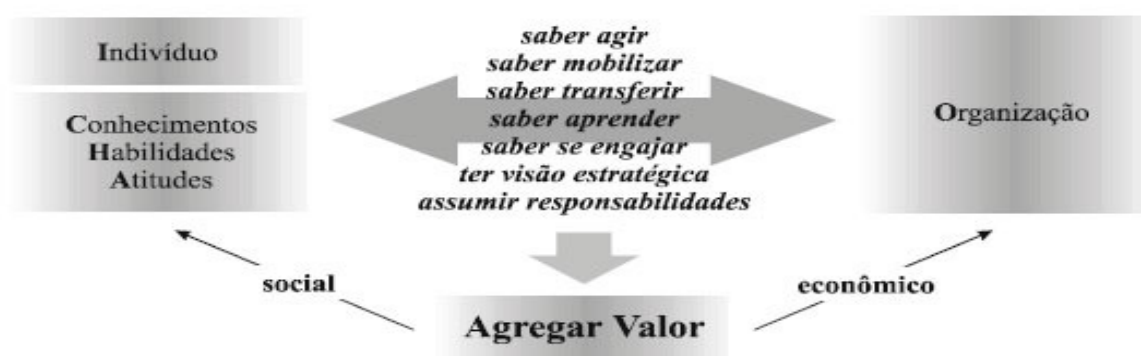 Indivíduo
Conhecimentos
Habilidades
Atitudes
saber agir
saber mobilizar
saber transferir
saber aprender
saber se engajar
ter visão estratégica
assumir responsabilidades
Organização
social
econômico
Agregar Valor